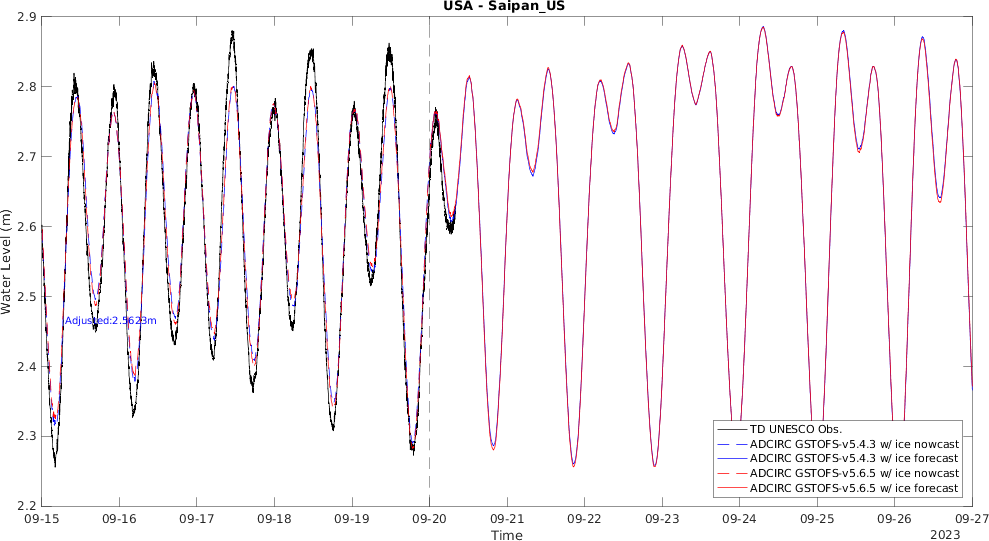 USA - Saipan_US
2.9
2.8
2.7
2.6
2.5
2.4
2.3
2.2
Water Level (m)
Adjusted:2.5623m
TD UNESCO Obs.
ADCIRC GSTOFS-v5.4.3 w/ ice nowcast
ADCIRC GSTOFS-v5.4.3 w/ ice forecast
ADCIRC GSTOFS-v5.6.5 w/ ice nowcast
ADCIRC GSTOFS-v5.6.5 w/ ice forecast
09-15 09-16 09-17 09-18 09-19 09-20 09-21 09-22 09-23 09-24 09-25 09-26 09-27
Time
2023